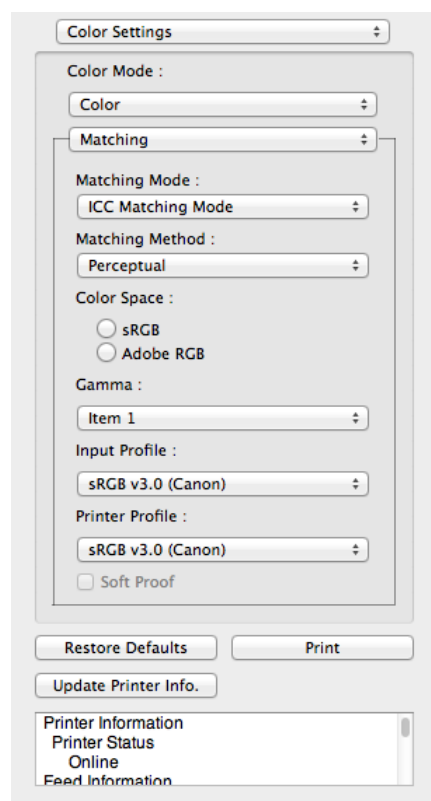 Color Settings
Color Mode :
Color
Matching
Matching Mode :
ICC Matching Mode
Matching Method :
Perceptual
Color Space :
sRGB
Adobe RGB
Gamma :
Item 1
Input Profile :
sRGB v3.0 (Canon)
Printer Profile :
sRGB v3.0 (Canon)
Soft Proof
Restore Defaults
Print
Update Printer Info.
Printer Information
Printer Status
Online
Feed Information